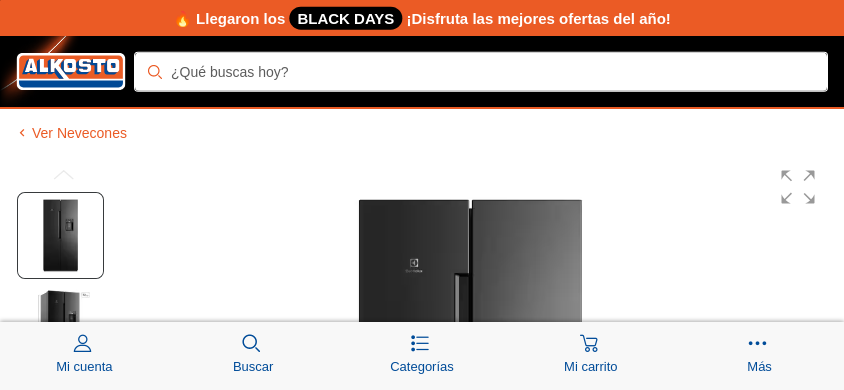 🔥 Llegaron los BLACK DAYS ¡Disfruta las mejores ofertas del año!
ALKOSTO
¿Qué buscas hoy?
Ver Nevecones
Mi cuenta
Buscar
Categorías
Mi carrito
Más